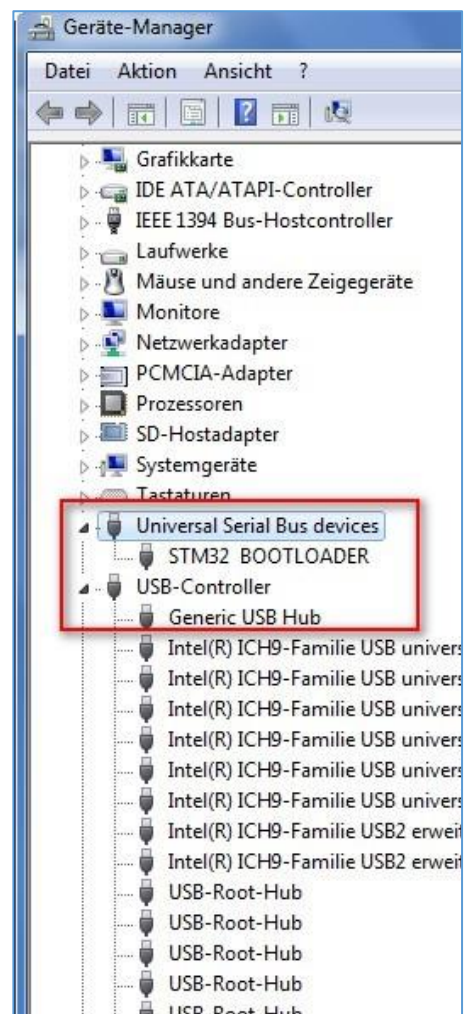 Geräte-Manager
Datei Aktion Ansicht ?
Grafikkarte
IDE ATA/ATAPI-Controller
IEEE 1394 Bus-Hostcontroller
Laufwerke
Mäuse und andere Zeigegeräte
Monitore
Netzwerkadapter
PCMCIA-Adapter
Prozessoren
SD-Hostadapter
Systemgeräte
Tastaturen
Universal Serial Bus devices
STM32 BOOTLOADER
USB-Controller
Generic USB Hub
Intel(R) ICH9-Familie USB univers
Intel(R) ICH9-Familie USB univers
Intel(R) ICH9-Familie USB univers
Intel(R) ICH9-Familie USB univers
Intel(R) ICH9-Familie USB univers
Intel(R) ICH9-Familie USB univers
Intel(R) ICH9-Familie USB2 erweit
Intel(R) ICH9-Familie USB2 erweit
USB-Root-Hub
USB-Root-Hub
USB-Root-Hub
USB-Root-Hub
USB-Root-Hub